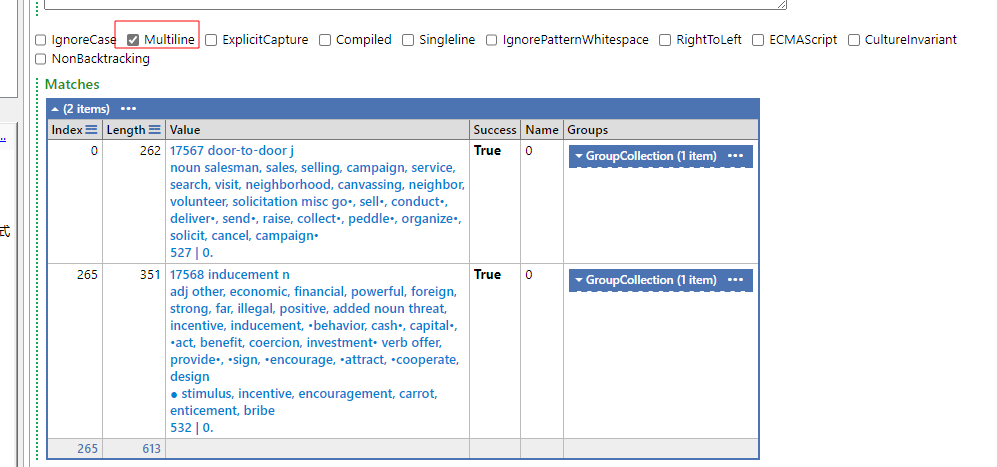 IgnoreCase Multiline ExplicitCapture Compiled Singleline IgnorePatternWhitespace RightToLeft ECMAScript CultureInvariant
NonBacktracking
Matches
(2 items) •••
Index Length Value Success Name Groups
0 262 17567 door-to-door j True 0 GroupCollection (1 item) •••
noun salesman, sales, selling, campaign, service,
search, visit, neighborhood, canvassing, neighbor,
volunteer, solicitation misc go•, sell•, conduct•,
deliver•, send•, raise, collect•, peddle•, organize•,
solicit, cancel, campaign•
527 | 0.
265 351 17568 inducement n True 0 GroupCollection (1 item) •••
adj other, economic, financial, powerful, foreign,
strong, far, illegal, positive, added noun threat,
incentive, inducement, •behavior, cash•, capital•,
•act, benefit, coercion, investment• verb offer,
provide•, •sign, •encourage, •attract, •cooperate,
design
● stimulus, incentive, encouragement, carrot,
enticement, bribe
532 | 0.
265 613
..
式